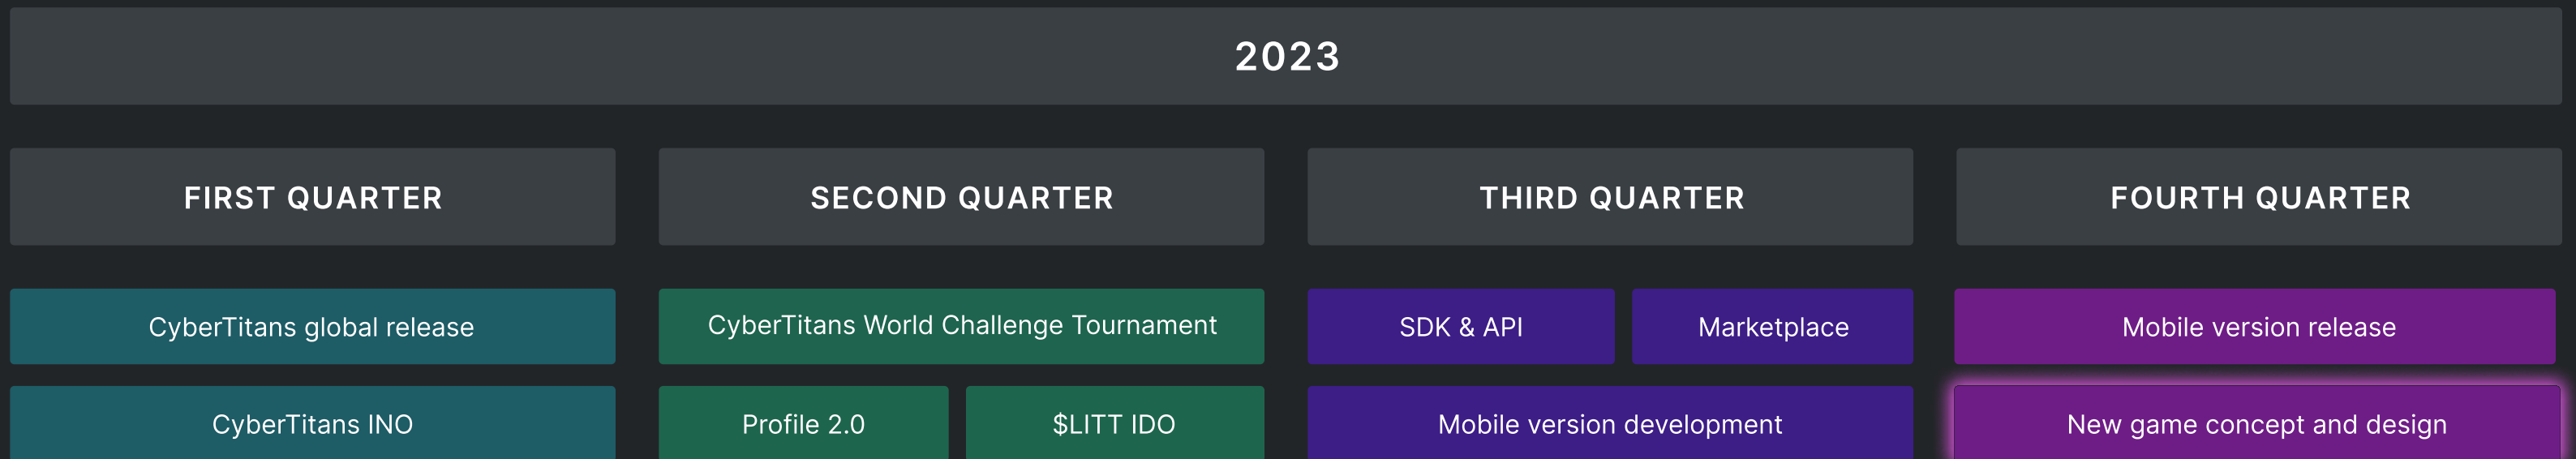 2023
FIRST QUARTER
SECOND QUARTER
THIRD QUARTER
FOURTH QUARTER
CyberTitans global release
CyberTitans World Challenge Tournament
SDK & API
Marketplace
Mobile version release
CyberTitans INO
Profile 2.0
$LITT IDO
Mobile version development
New game concept and design